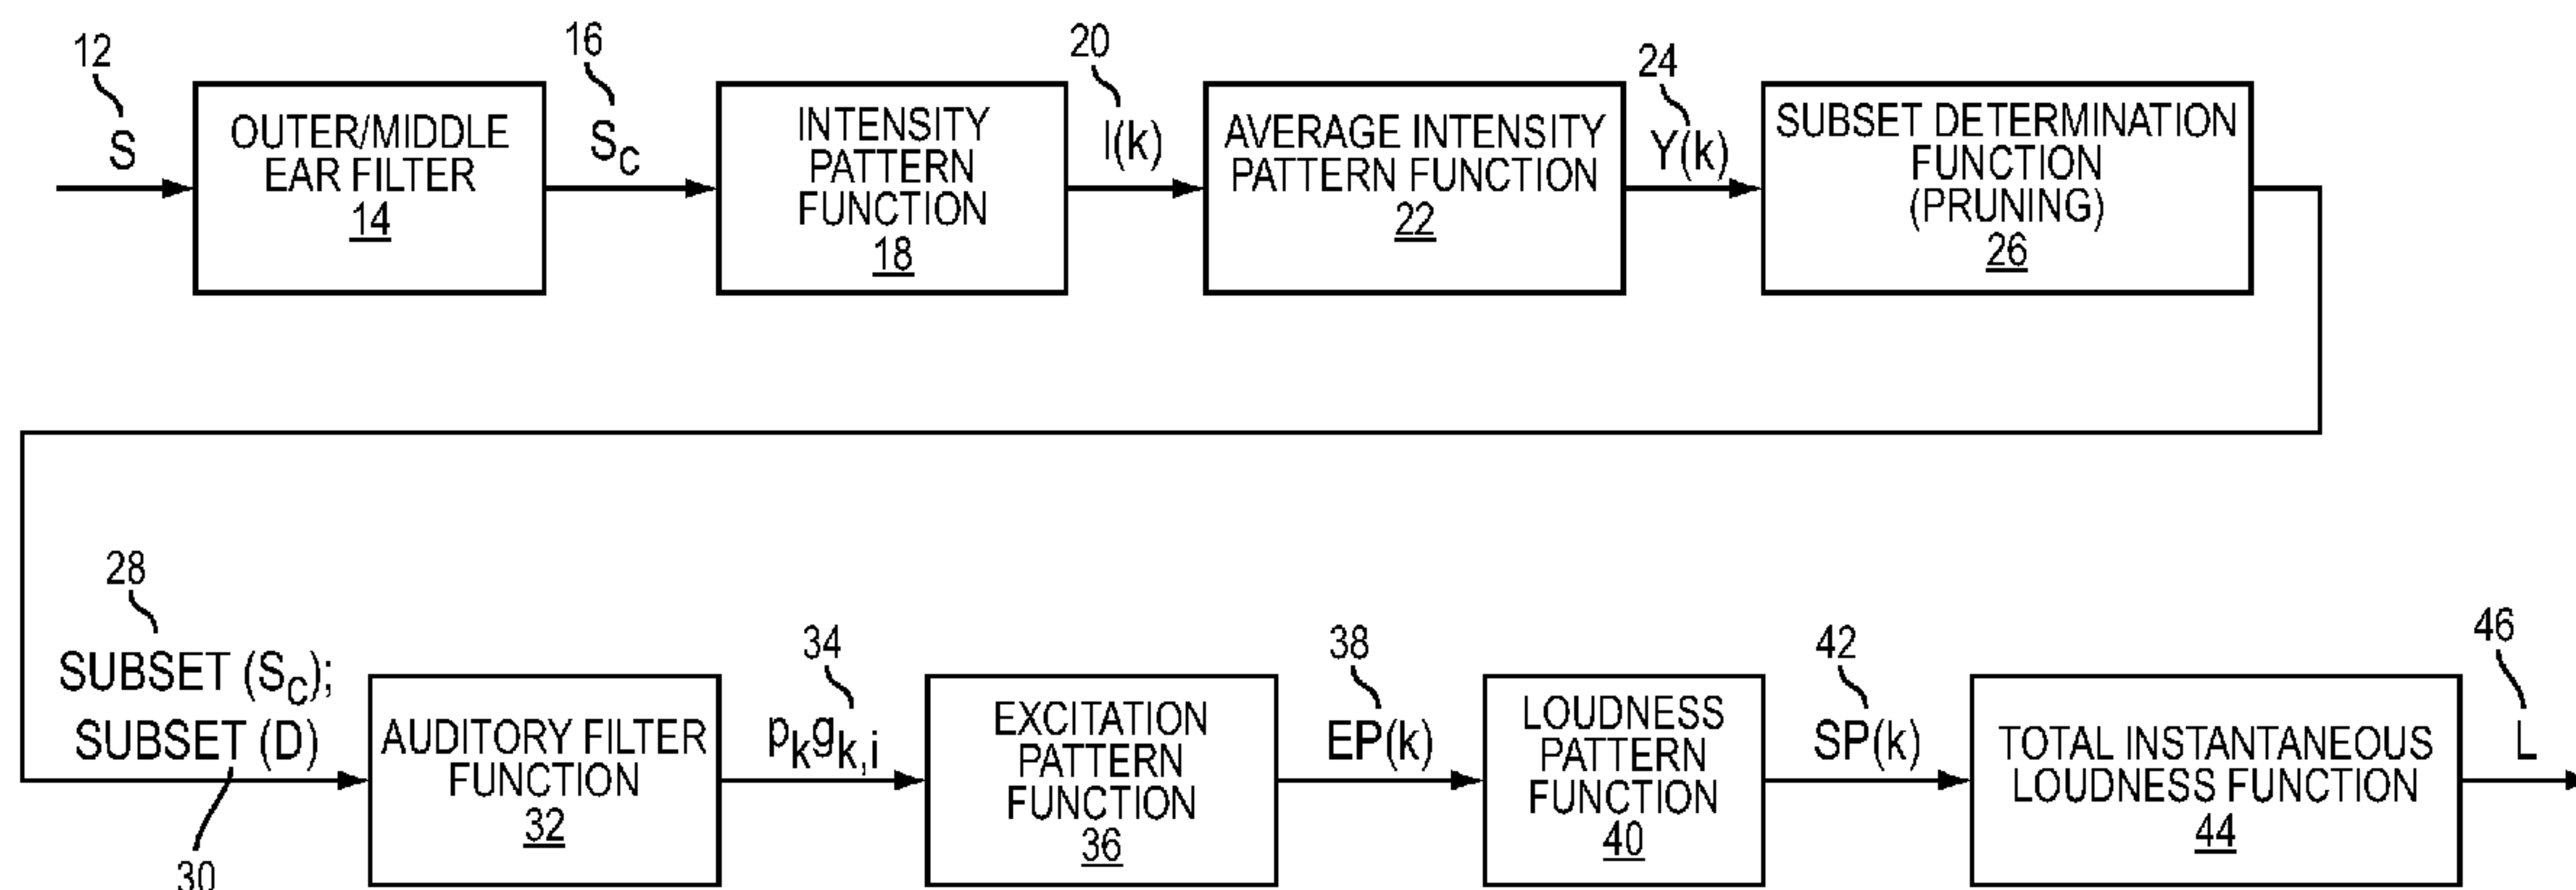 12
S
OUTER/MIDDLE
EAR FILTER
14
16
Sc
INTENSITY
PATTERN
FUNCTION
18
20
I(k)
AVERAGE INTENSITY
PATTERN FUNCTION
22
24
Y(k)
SUBSET DETERMINATION
FUNCTION
(PRUNING)
26
28
SUBSET (Sc);
SUBSET (D)
30
AUDITORY FILTER
FUNCTION
32
34
pkgk,i
EXCITATION
PATTERN
FUNCTION
36
38
EP(k)
LOUDNESS
PATTERN
FUNCTION
40
42
SP(k)
TOTAL INSTANTANEOUS
LOUDNESS FUNCTION
44
46
L